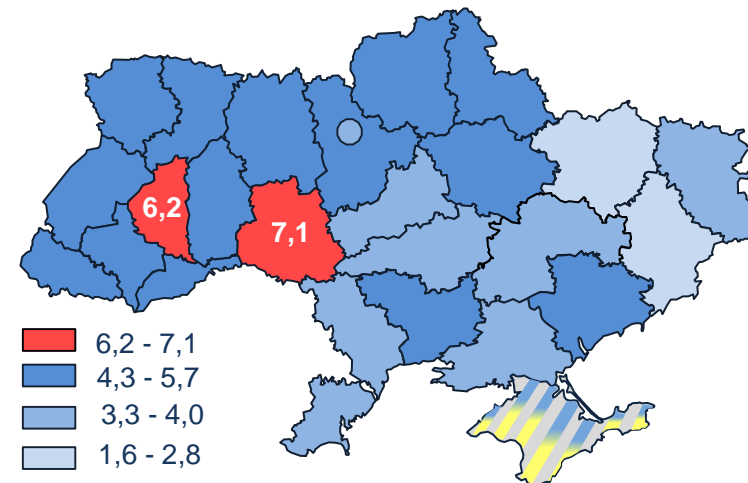 6,2
7,1
6,2 - 7,1
4,3 - 5,7
3,3 – 4,0
1,6 - 2,8